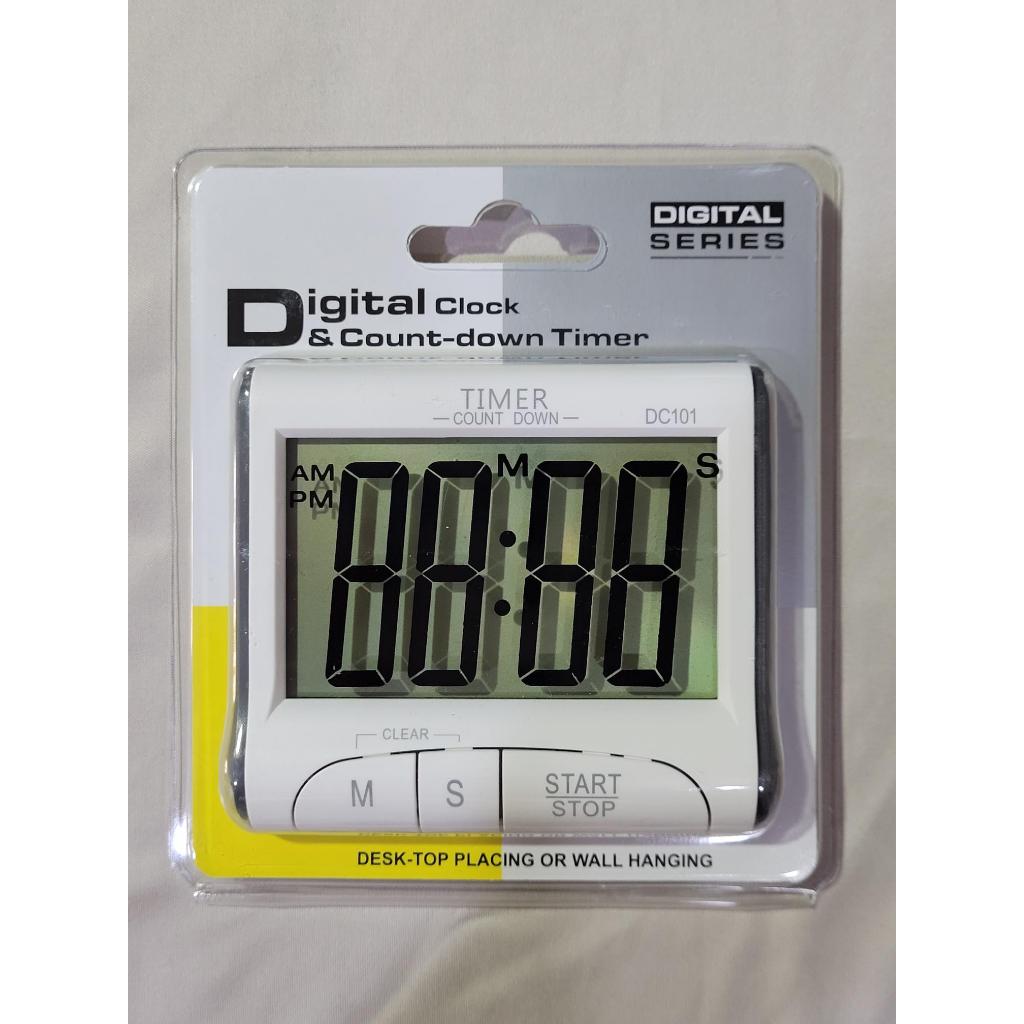 DIGITAL
SERIES
Digital Clock
& Count-down Timer
TIMER
COUNT DOWN
DC101
AM
PM
M
S
88:88
CLEAR
M
S
START
STOP
DESK-TOP PLACING OR WALL HANGING